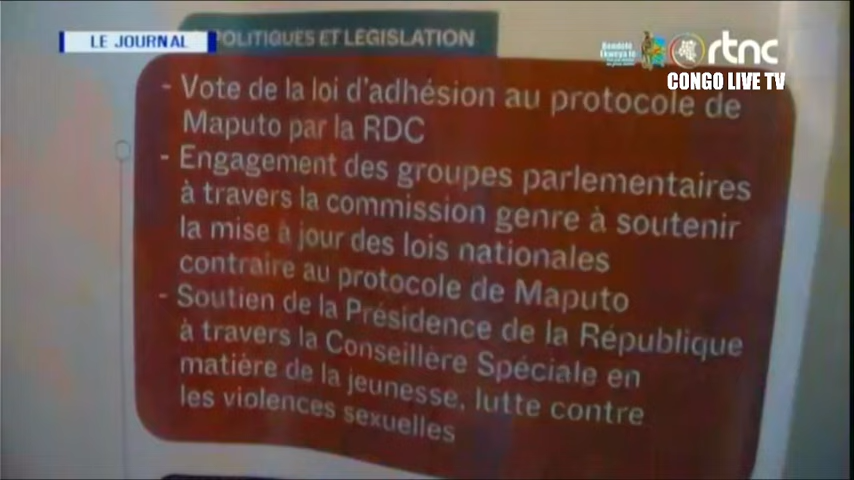 LE JOURNAL
POLITIQUES ET LÉGISLATION
rtnc
CONGO LIVE TV
- Vote de la loi d'adhésion au protocole de
Maputo par la RDC
- Engagement des groupes parlementaires
à travers la commission genre à soutenir
la mise à jour des lois nationales
contraire au protocole de Maputo
- Soutien de la Présidence de la République
à travers la Conseillère Spéciale en
matière de la jeunesse, lutte contre
les violences sexuelles